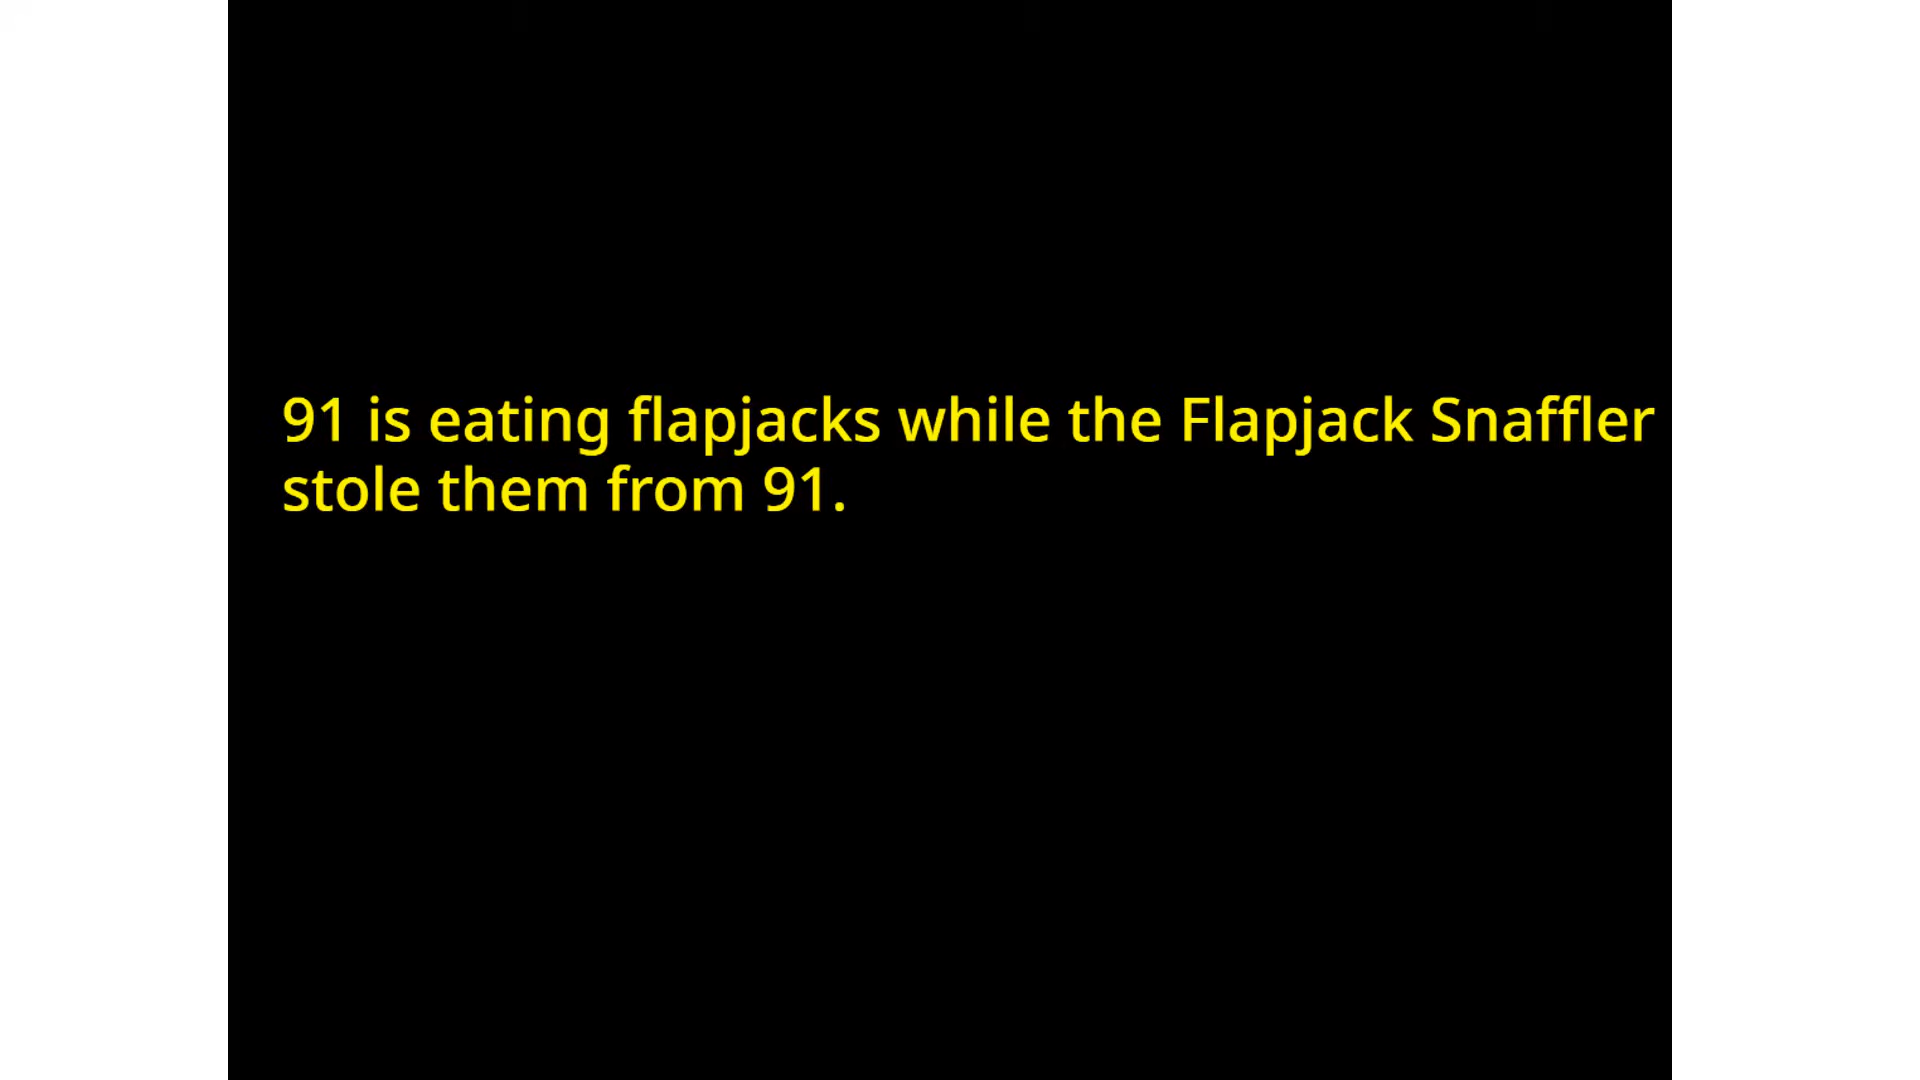 91 is eating flapjacks while the Flapjack Snaffler
stole them from 91.